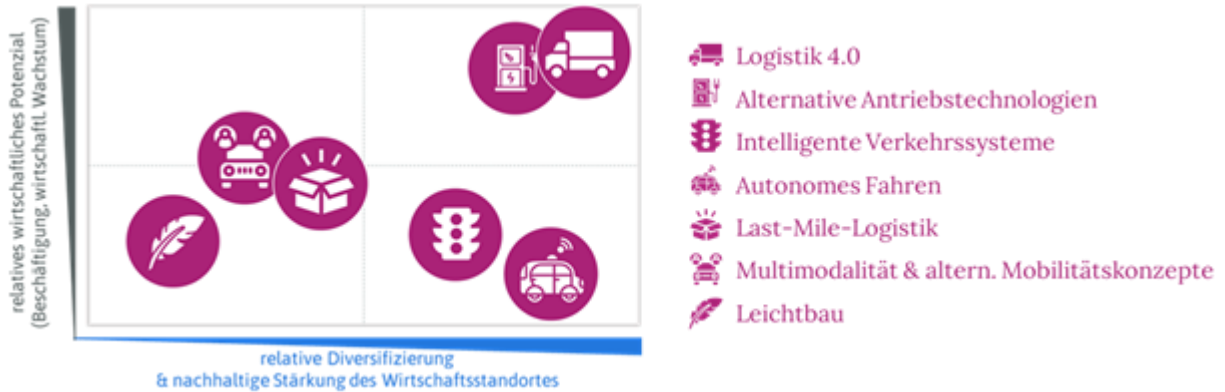 relatives wirtschaftliches Potenzial
(Beschäftigung, wirtschaftl. Wachstum)
relative Diversifizierung
& nachhaltige Stärkung des Wirtschaftsstandortes
Logistik 4.0
Alternative Antriebstechnologien
Intelligente Verkehrssysteme
Autonomes Fahren
Last-Mile-Logistik
Multimodalität & altern. Mobilitätskonzepte
Leichtbau